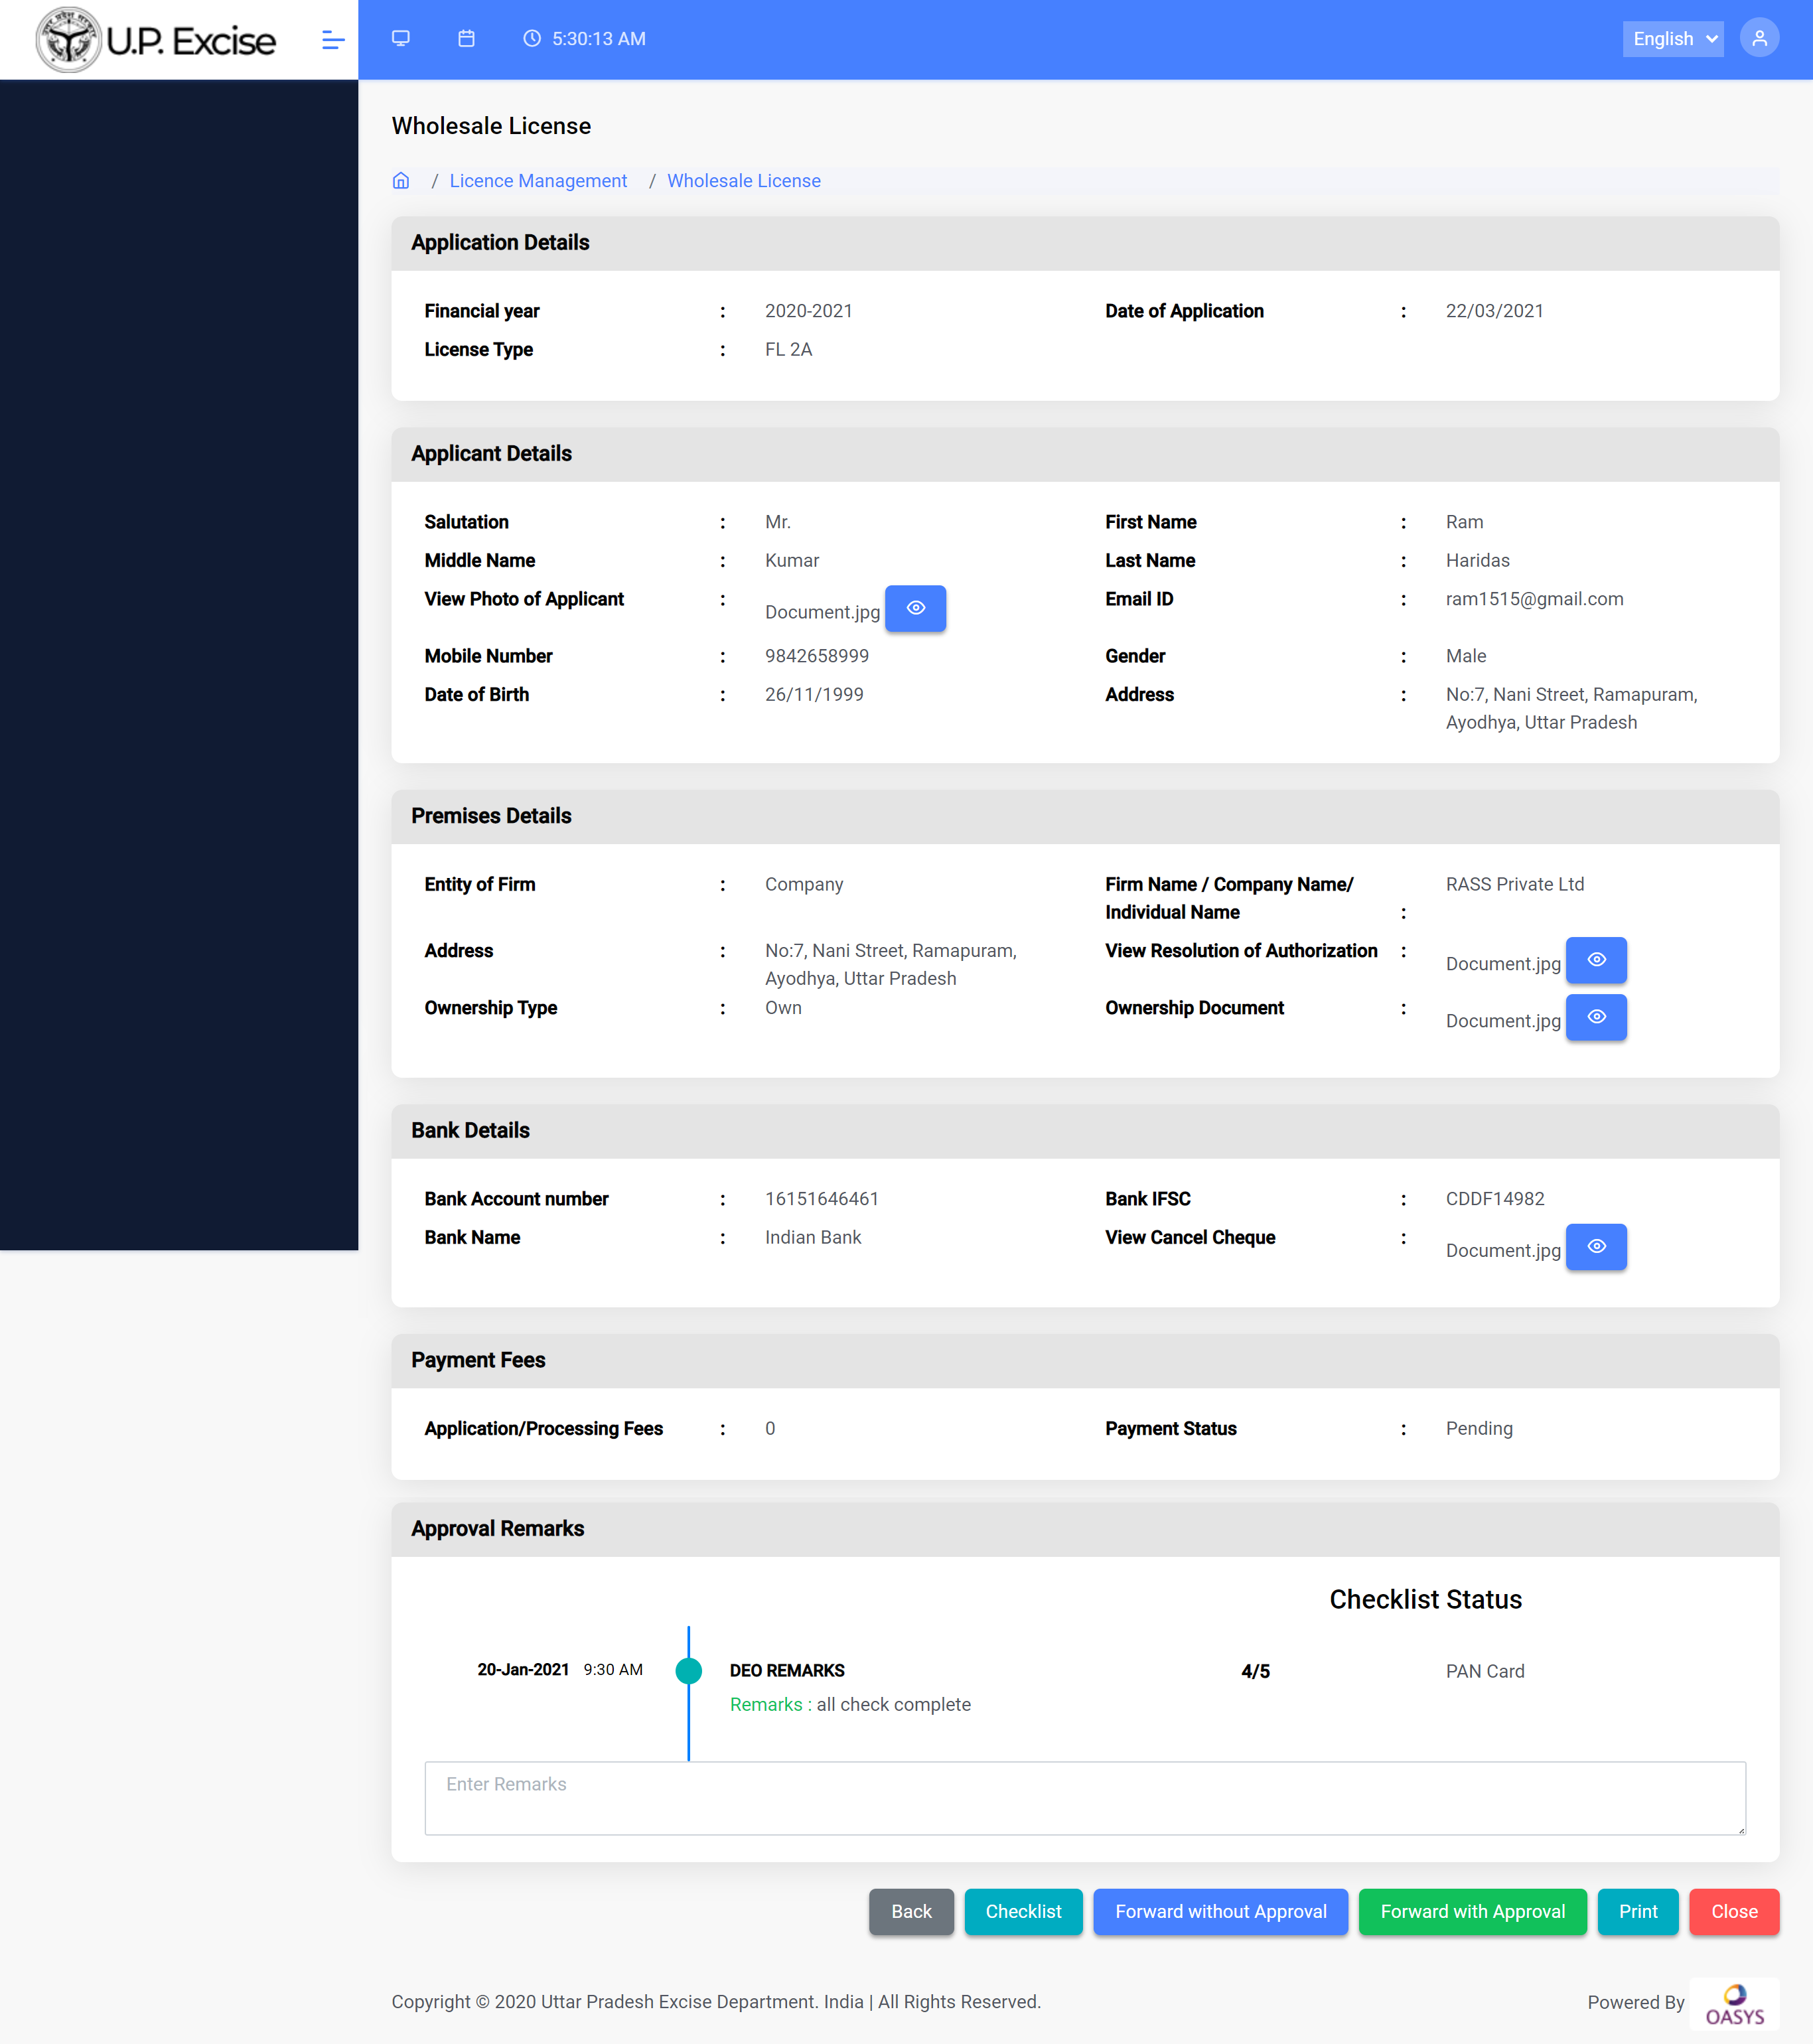 U.P. Excise
5:30:13 AM
English
Wholesale License
/ Licence Management / Wholesale License
Application Details
Financial year : 2020-2021 Date of Application : 22/03/2021
License Type : FL 2A
Applicant Details
Salutation : Mr. First Name : Ram
Middle Name : Kumar Last Name : Haridas
View Photo of Applicant : Document.jpg Email ID : ram1515@gmail.com
Mobile Number : 9842658999 Gender : Male
Date of Birth : 26/11/1999 Address : No:7, Nani Street, Ramapuram,
Ayodhya, Uttar Pradesh
Premises Details
Entity of Firm : Company Firm Name / Company Name/ RASS Private Ltd
Individual Name :
Address : No:7, Nani Street, Ramapuram, View Resolution of Authorization : Document.jpg
Ayodhya, Uttar Pradesh
Ownership Type : Own Ownership Document : Document.jpg
Bank Details
Bank Account number : 16151646461 Bank IFSC : CDDF14982
Bank Name : Indian Bank View Cancel Cheque : Document.jpg
Payment Fees
Application/Processing Fees : 0 Payment Status : Pending
Approval Remarks
Checklist Status
20-Jan-2021 9:30 AM DEO REMARKS 4/5 PAN Card
Remarks : all check complete
Enter Remarks
Back Checklist Forward without Approval Forward with Approval Print Close
Copyright © 2020 Uttar Pradesh Excise Department. India | All Rights Reserved. Powered By OASYS